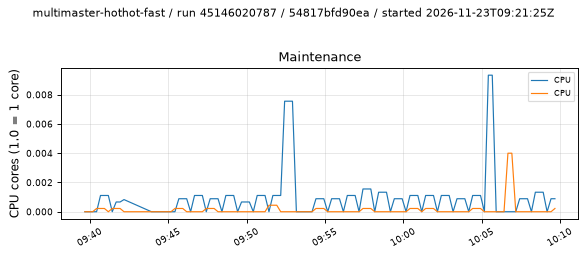 multimaster-hothot-fast / run 45146020787 / 54817bfd90ea / started 2026-11-23T09:21:25Z
Maintenance
CPU cores (1.0 = 1 core)
0.008
0.006
0.004
0.002
0.000
CPU
CPU
09:40
09:45
09:50
09:55
10:00
10:05
10:10